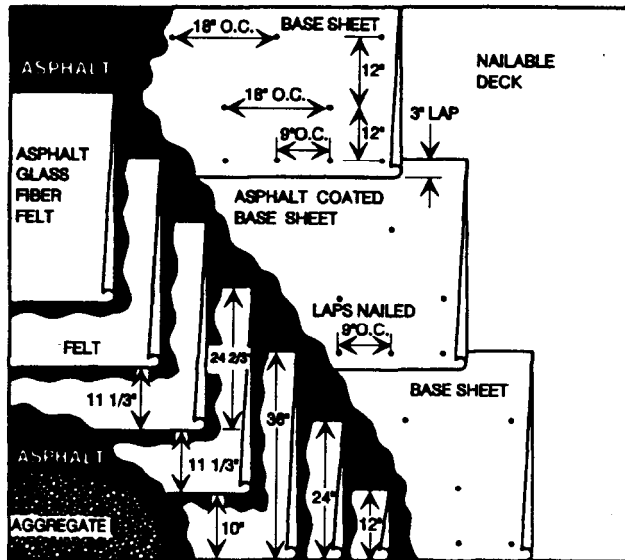 18" O.C.
BASE SHEET
ASPHALT
12"
NAILABLE
DECK
18" O.C.
3" LAP
12"
9" O.C.
ASPHALT
GLASS
FIBER
FELT
ASPHALT COATED
BASE SHEET
LAPS NAILED
9" O.C.
FELT
24 2/3"
BASE SHEET
11 1/3"
36"
ASPHALT
11 1/3"
24"
12"
10"
AGGREGATE